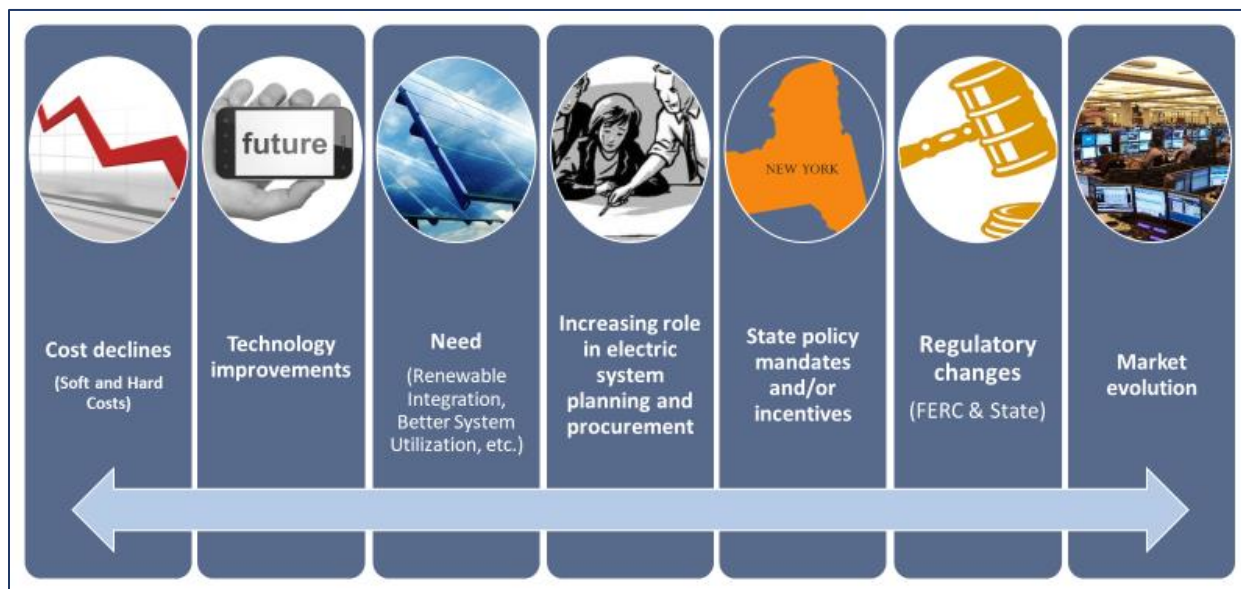 Cost declines
(Soft and Hard
Costs)
future
Technology
improvements
Need
(Renewable
Integration,
Better System
Utilization, etc.)
Increasing role
in electric
system
planning and
procurement
NEW YORK
State policy
mandates
and/or
incentives
Regulatory
changes
(FERC & State)
Market
evolution